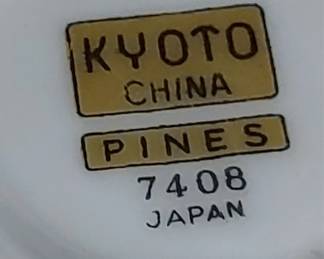 KYOTO
CHINA
PINES
7408
JAPAN